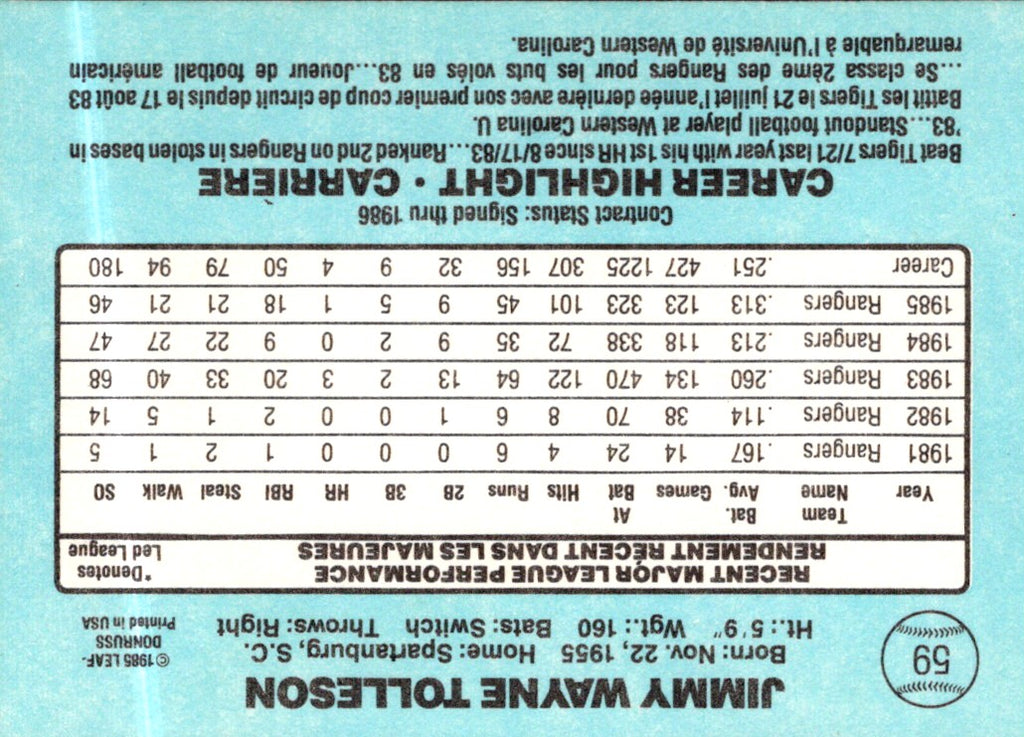 59
JIMMY WAYNE TOLLESON
Born: Nov. 22, 1955 Home: Spartanburg, S.C.
Ht.: 5'9" Wgt.: 160 Bats: Switch Throws: Right
© 1985 LEAF-
DONRUSS
Printed in USA
RECENT MAJOR LEAGUE PERFORMANCE
RENDEMENT RÉCENT DANS LES MAJEURES
*Denotes
Led League
Year Team Name Bat. Avg. Games At Bat Hits Runs 2B 3B HR RBI Steal Walk SO
1981 Rangers .167 14 24 4 6 0 0 0 1 2 1 5
1982 Rangers .114 38 70 8 6 1 0 0 2 1 5 14
1983 Rangers .260 134 470 122 64 13 2 3 20 33 40 68
1984 Rangers .213 118 338 72 35 9 2 0 9 22 27 47
1985 Rangers .313 123 323 101 45 9 5 1 18 21 21 46
Career .251 427 1225 307 156 32 9 4 50 79 94 180
Contract Status: Signed thru 1986
CAREER HIGHLIGHT • CARRIERE
Beat Tigers 7/21 last year with his 1st HR since 8/17/83...Ranked 2nd on Rangers in stolen bases in
'83...Standout football player at Western Carolina U.
Battit les Tigers le 21 juillet l'année dernière avec son premier coup de circuit depuis le 17 août 83
...Se classa 2ème des Rangers pour les buts volés en 83...Joueur de football américain
remarquable à l'Université de Western Carolina.